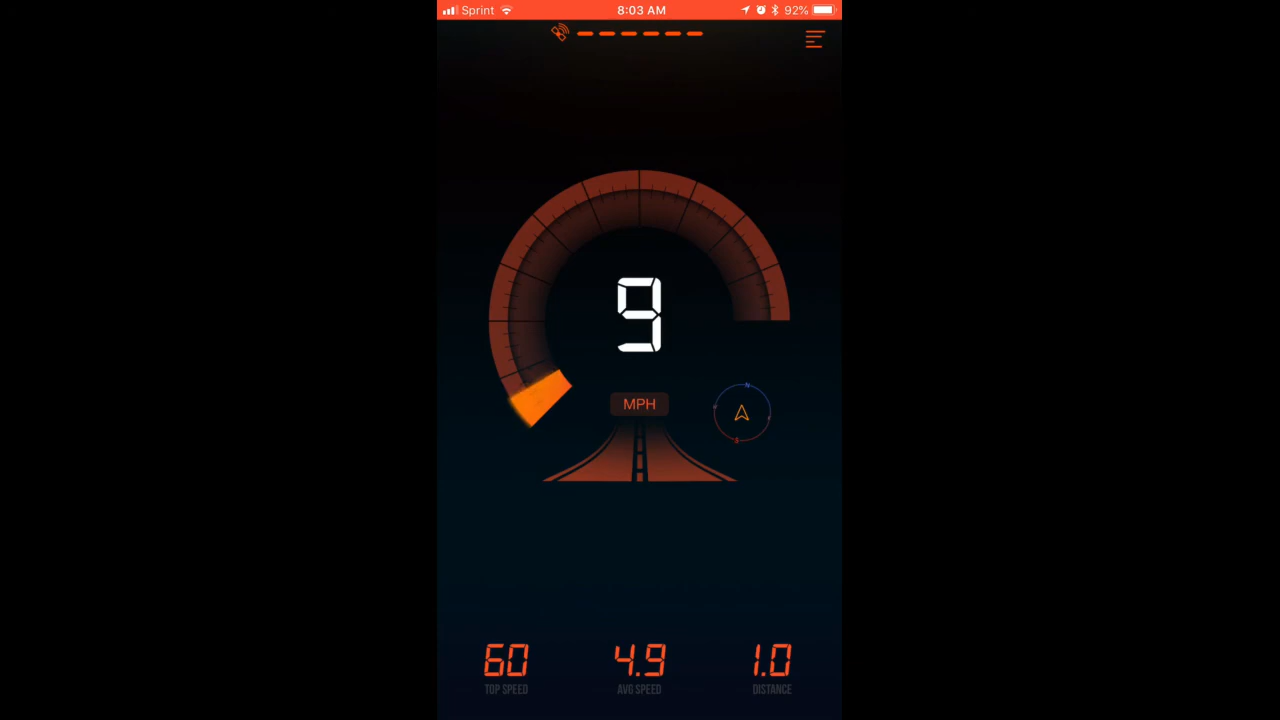 Sprint 8:03 AM 92%
9
MPH
N
S
60 4.9 1.0
TOP SPEED AVG SPEED DISTANCE